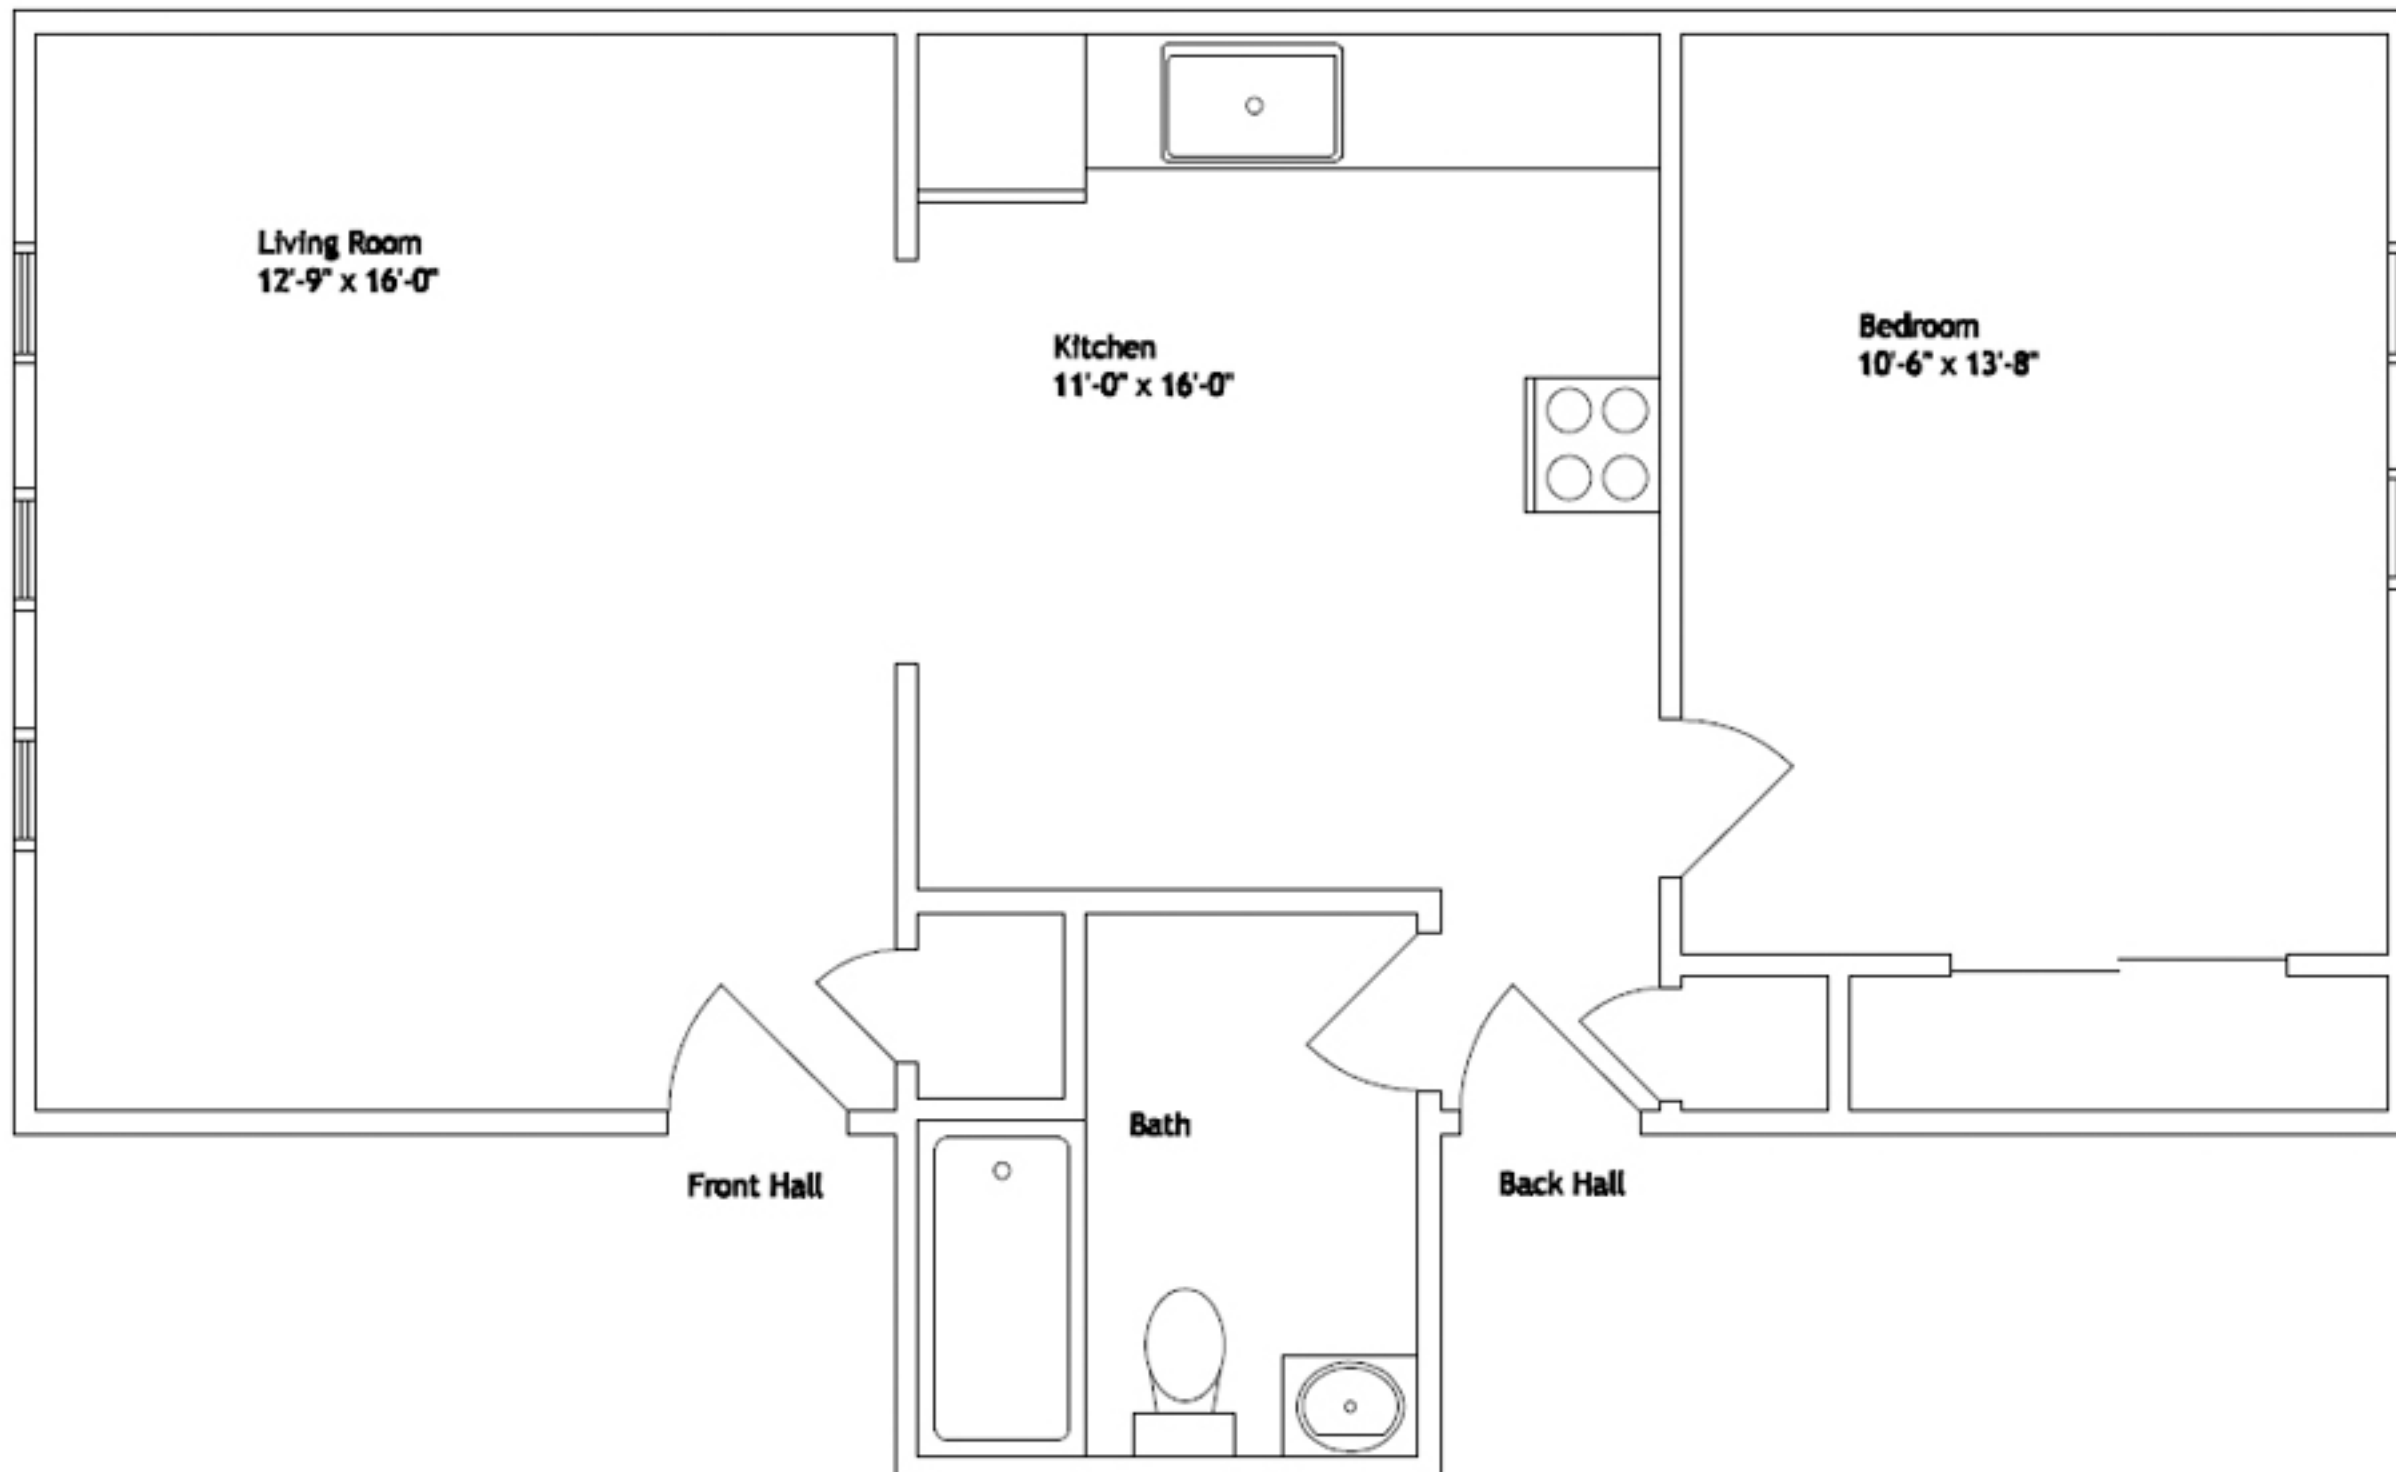 Living Room
12'-9" x 16'-0"
Kitchen
11'-0" x 16'-0"
Bedroom
10'-6" x 13'-8"
Bath
Front Hall
Back Hall